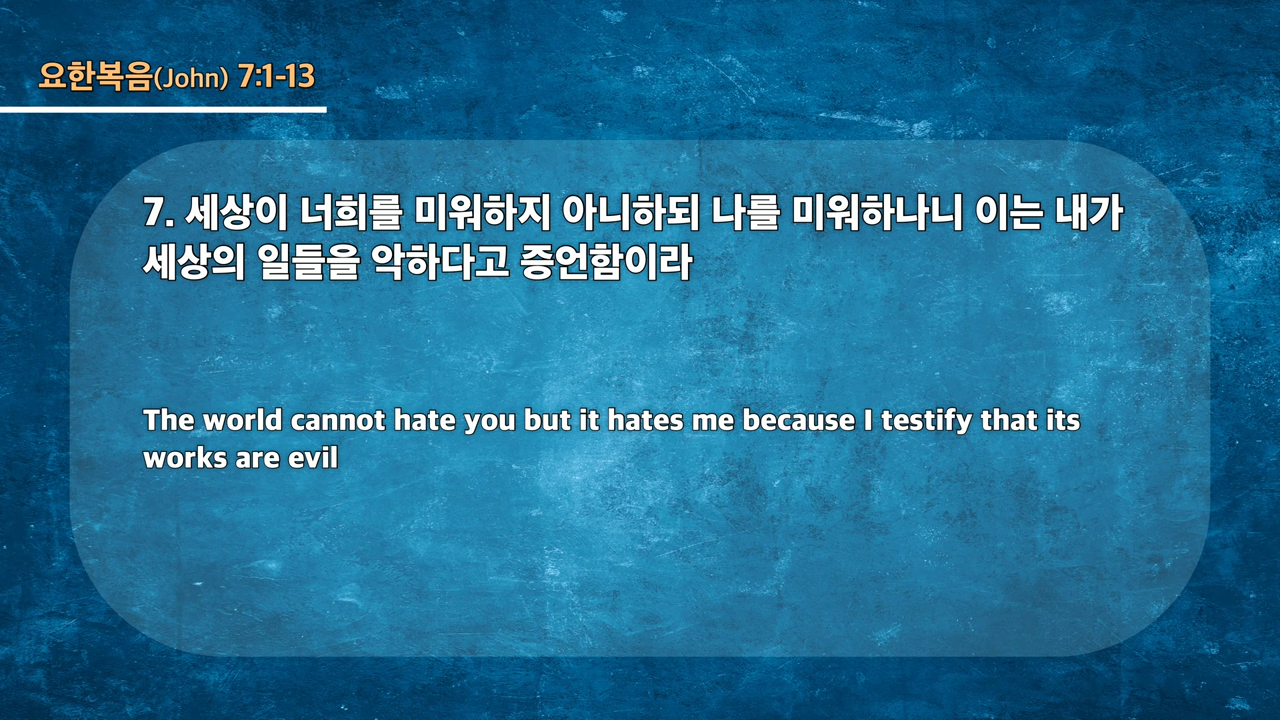 요한복음(John) 7:1-13
7. 세상이 너희를 미워하지 아니하되 나를 미워하나니 이는 내가
세상의 일들을 악하다고 증언함이라
The world cannot hate you but it hates me because I testify that its
works are evil